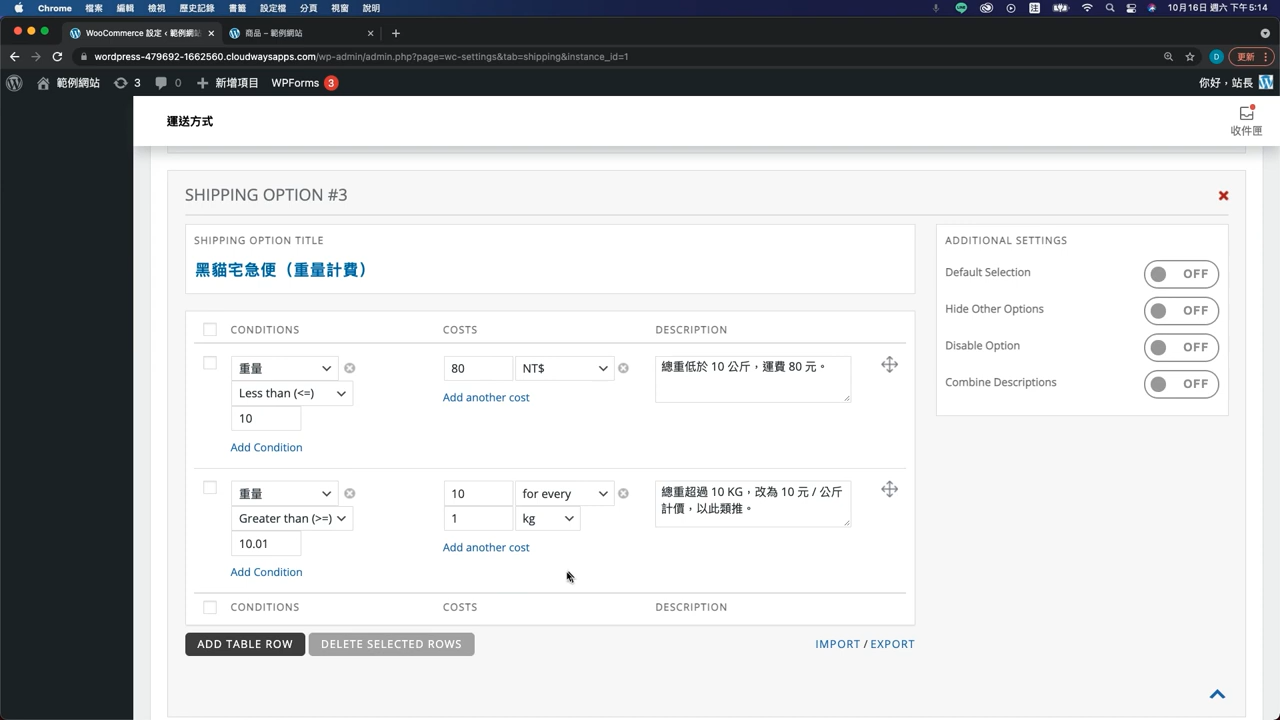 Chrome 檔案 編輯 檢視 歷史記錄 書籤 設定檔 分頁 視窗 說明 注 10月16日 週六 下午5:14
WooCommerce 設定 ‹ 範例網站 商品 – 範例網站
wordpress-479692-1662560.cloudwaysapps.com/wp-admin/admin.php?page=wc-settings&tab=shipping&instance_id=1 D 更新
範例網站 3 0 新增項目 WPForms 3 你好，站長
運送方式
收件匣
SHIPPING OPTION #3
SHIPPING OPTION TITLE
黑貓宅急便（重量計費）
ADDITIONAL SETTINGS
Default Selection OFF
Hide Other Options OFF
Disable Option OFF
Combine Descriptions OFF
CONDITIONS COSTS DESCRIPTION
重量 80 NT$ 總重低於 10 公斤，運費 80 元。
Less than (<=) Add another cost
10
Add Condition
重量 10 for every 總重超過 10 KG，改為 10 元 / 公斤
Greater than (>=) 1 kg 計價，以此類推。
10.01 Add another cost
Add Condition
CONDITIONS COSTS DESCRIPTION
ADD TABLE ROW DELETE SELECTED ROWS IMPORT / EXPORT